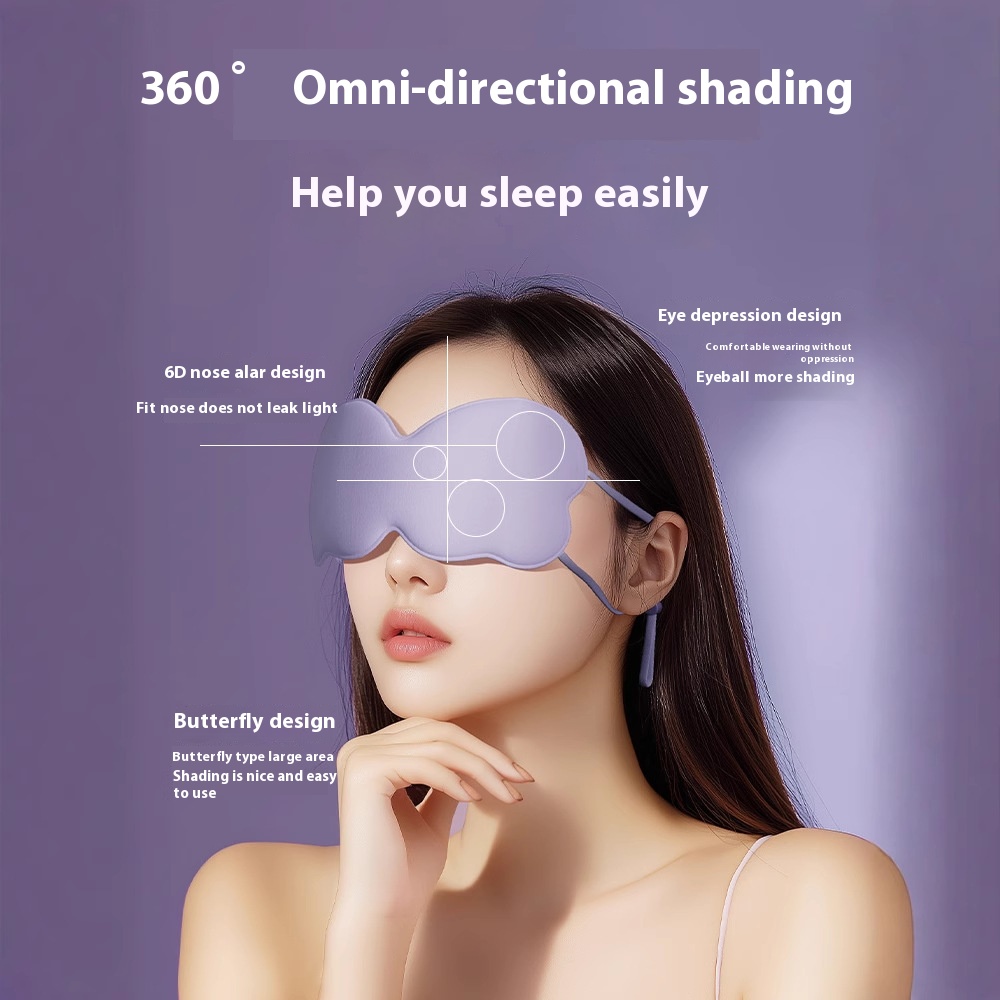 360° Omni-directional shading
Help you sleep easily
Eye depression design
Comfortable wearing without
oppression
Eyeball more shading
6D nose alar design
Fit nose does not leak light
Butterfly design
Butterfly type large area
Shading is nice and easy
to use